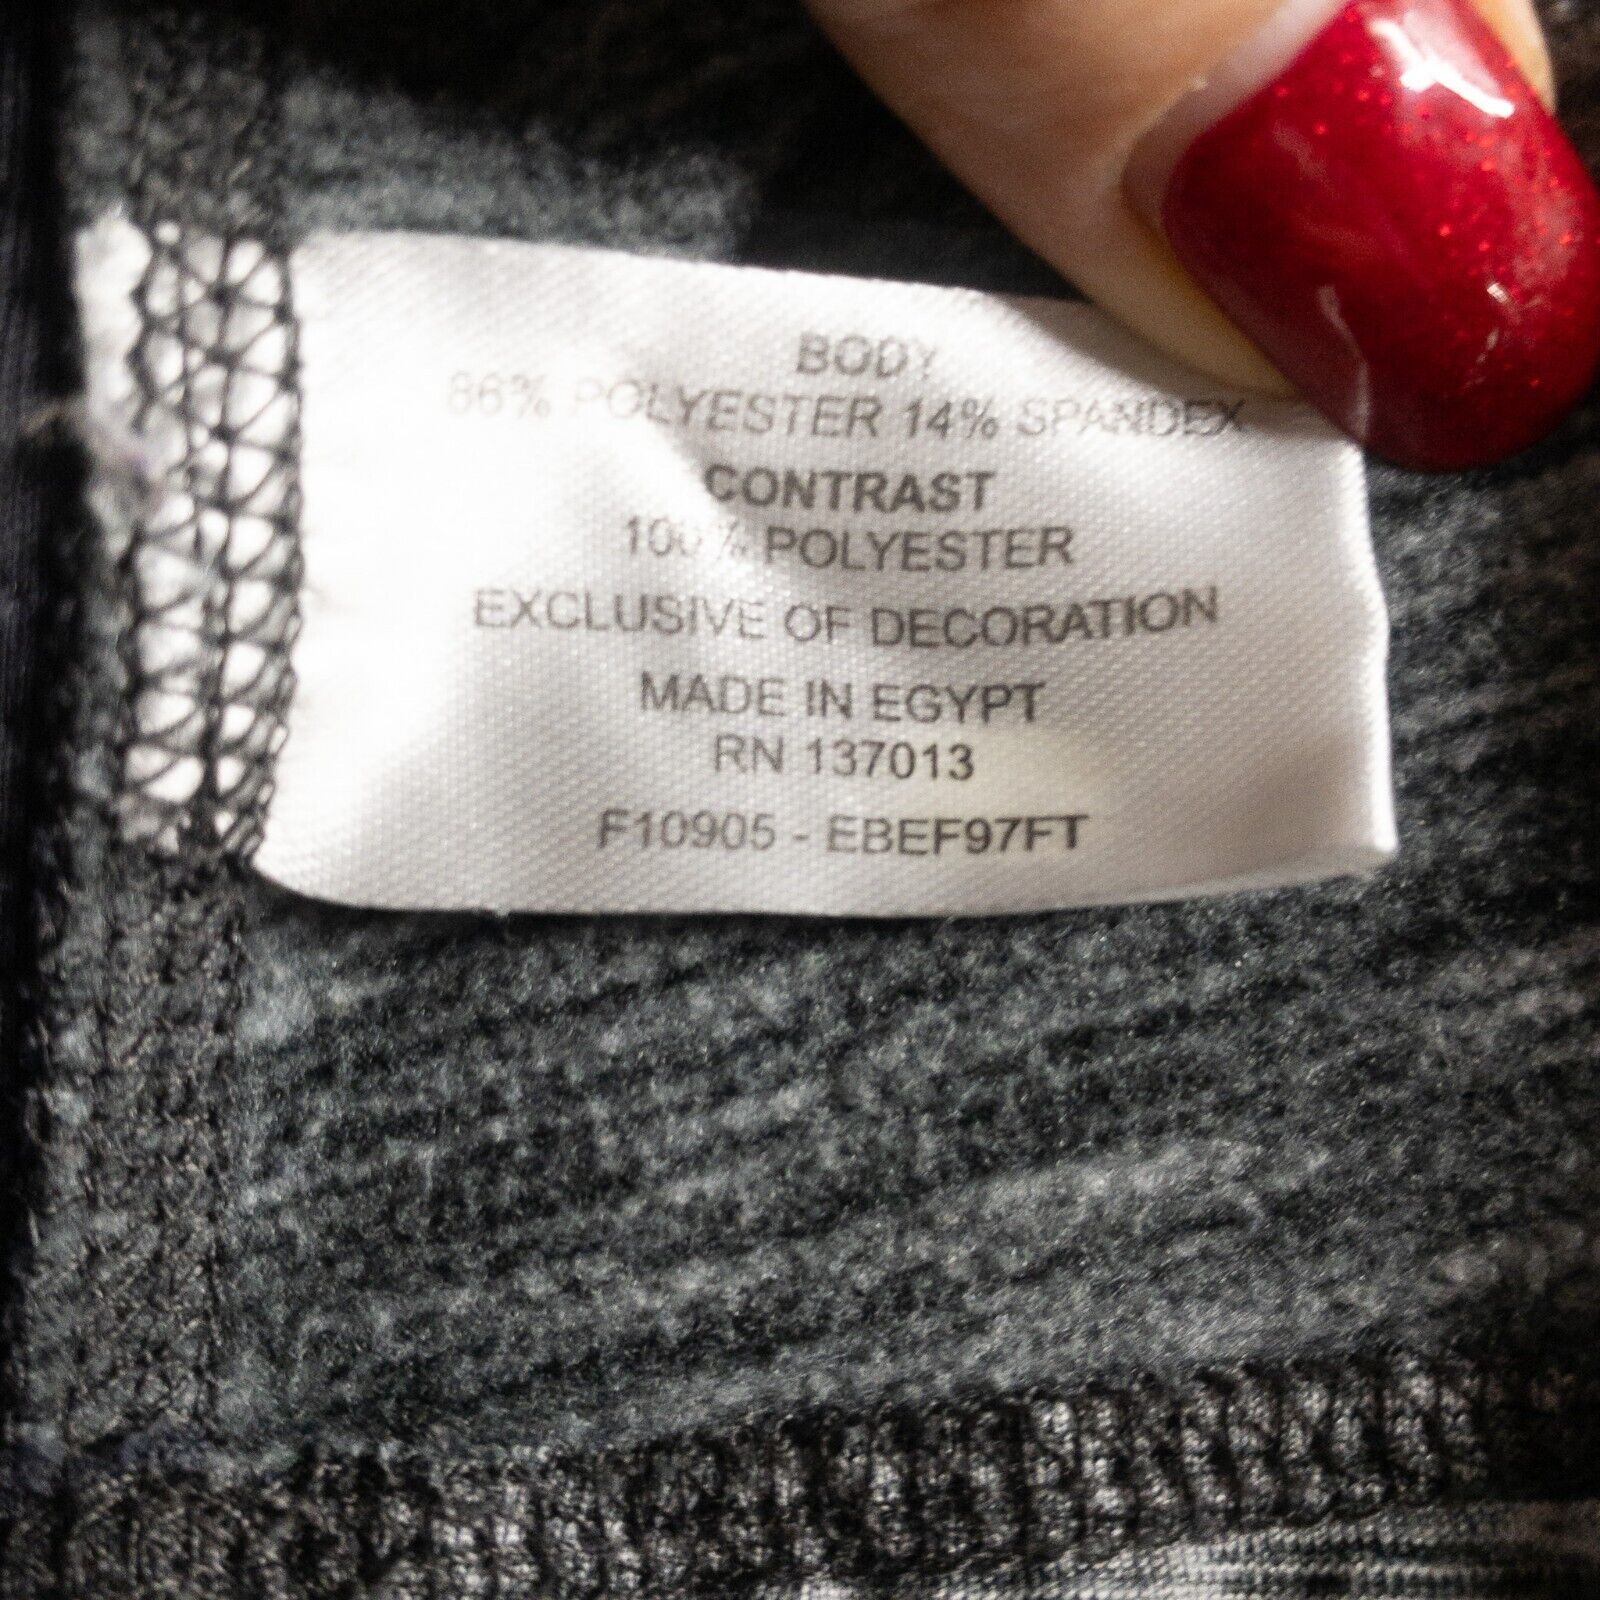 BODY
86% POLYESTER 14% SPANDEX
CONTRAST
100% POLYESTER
EXCLUSIVE OF DECORATION
MADE IN EGYPT
RN 137013
F10905 - EBEF97FT